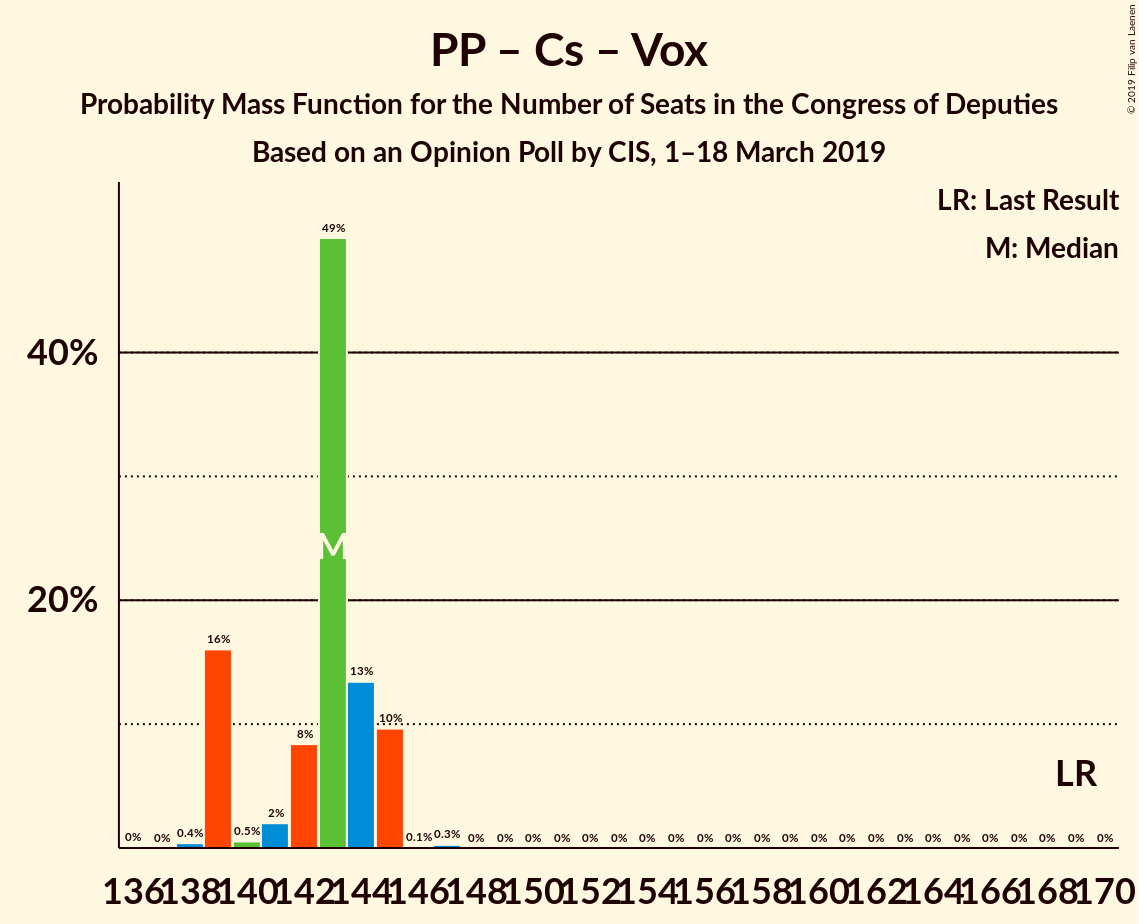 PP – Cs – Vox
Probability Mass Function for the Number of Seats in the Congress of Deputies
Based on an Opinion Poll by CIS, 1–18 March 2019
© 2019 Filip van Laenen
LR: Last Result
M: Median
49%
40%
M
20%
16%
13%
10%
8%
LR
0% 0% 0.4% 0.5% 2% 0.1% 0.3% 0% 0% 0% 0% 0% 0% 0% 0% 0% 0% 0% 0% 0% 0% 0% 0% 0% 0% 0% 0% 0% 0% 0%
136 138 140 142 144 146 148 150 152 154 156 158 160 162 164 166 168 170